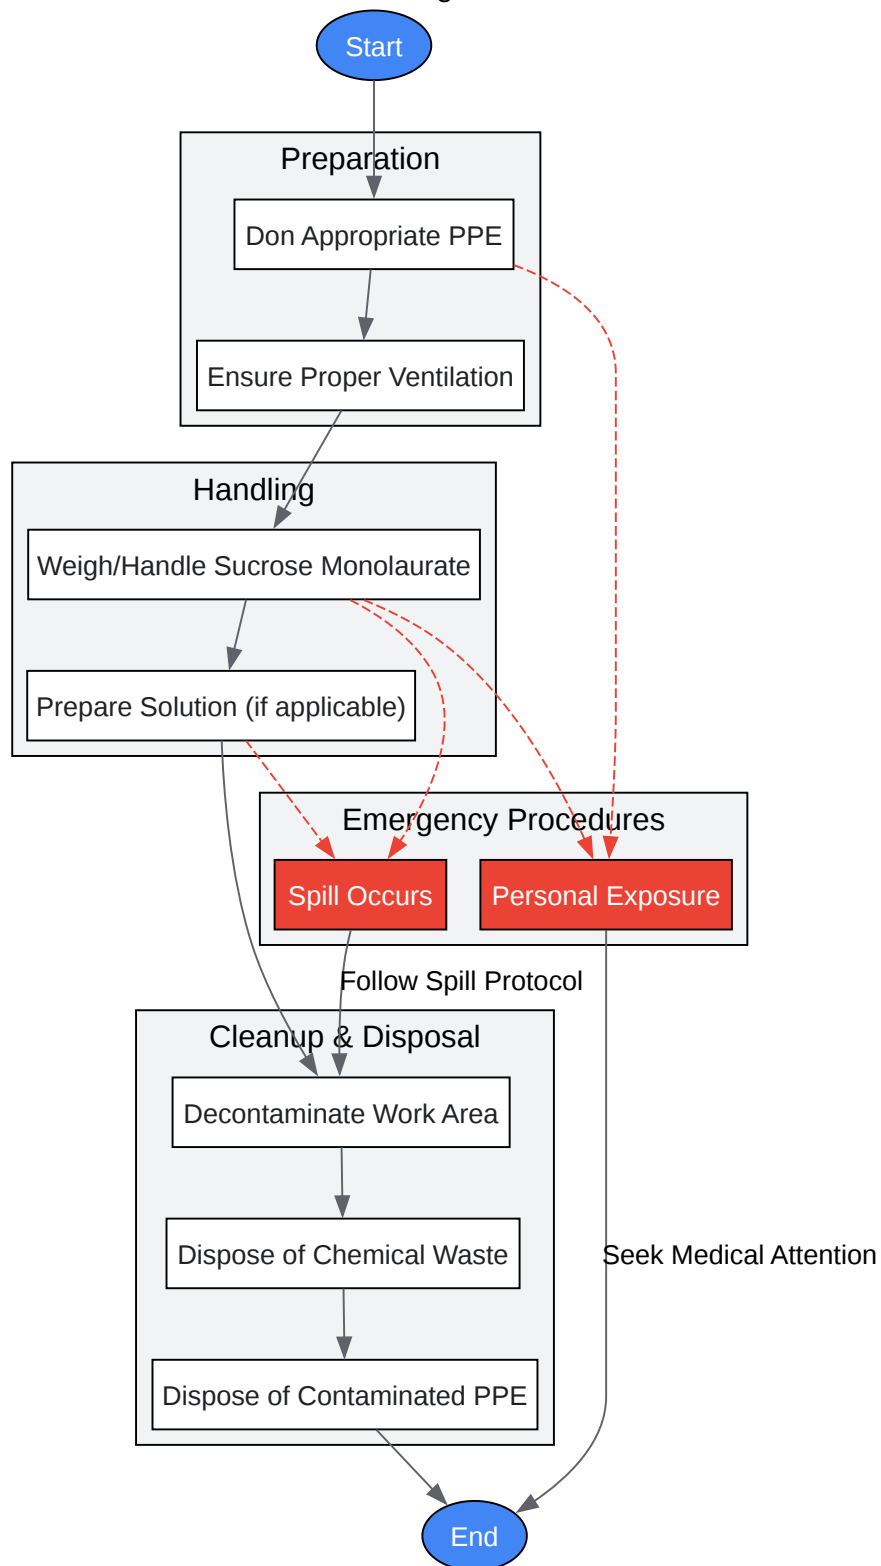 Start
Preparation
Don Appropriate PPE
Ensure Proper Ventilation
Handling
Weigh/Handle Sucrose Monolaurate
Prepare Solution (if applicable)
Emergency Procedures
Spill Occurs
Personal Exposure
Follow Spill Protocol
Cleanup & Disposal
Decontaminate Work Area
Dispose of Chemical Waste
Seek Medical Attention
Dispose of Contaminated PPE
End